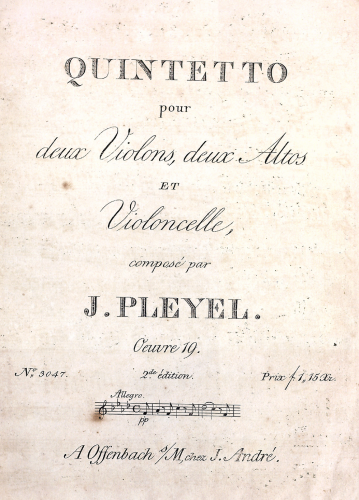 QUINTETTO
pour
deux Violons, deux Altos
ET
Violoncelle,
composé par
J. PLEYEL.
Oeuvre 19.
No. 3047. 2de édition. Prix f. 1, 15 Xr.
Allegro.
pp
A Offenbach s/M, chez J. André.